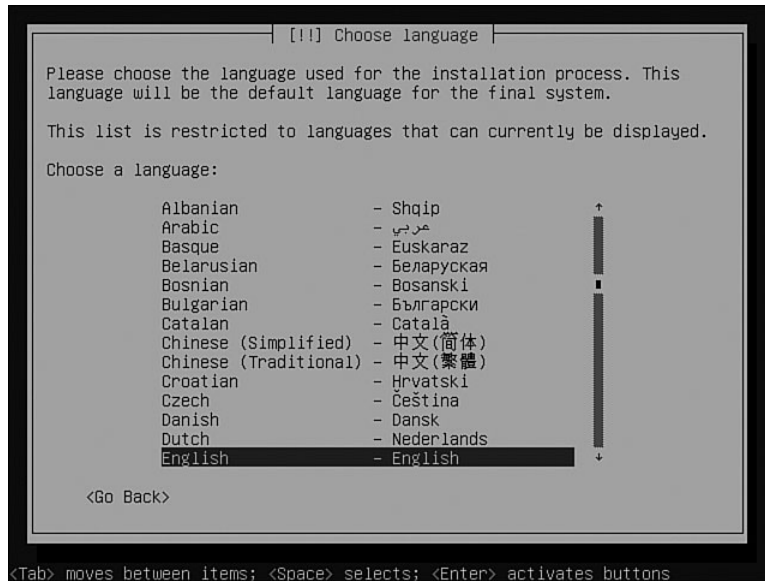 [!!] Choose language
Please choose the language used for the installation process. This
language will be the default language for the final system.
This list is restricted to languages that can currently be displayed.
Choose a language:
Albanian - Shqip
Arabic - عربي
Basque - Euskaraz
Belarusian - Беларуская
Bosnian - Bosanski
Bulgarian - Български
Catalan - Català
Chinese (Simplified) - 中文(简体)
Chinese (Traditional) - 中文(繁體)
Croatian - Hrvatski
Czech - Čeština
Danish - Dansk
Dutch - Nederlands
English - English
<Go Back>
<Tab> moves between items; <Space> selects; <Enter> activates buttons